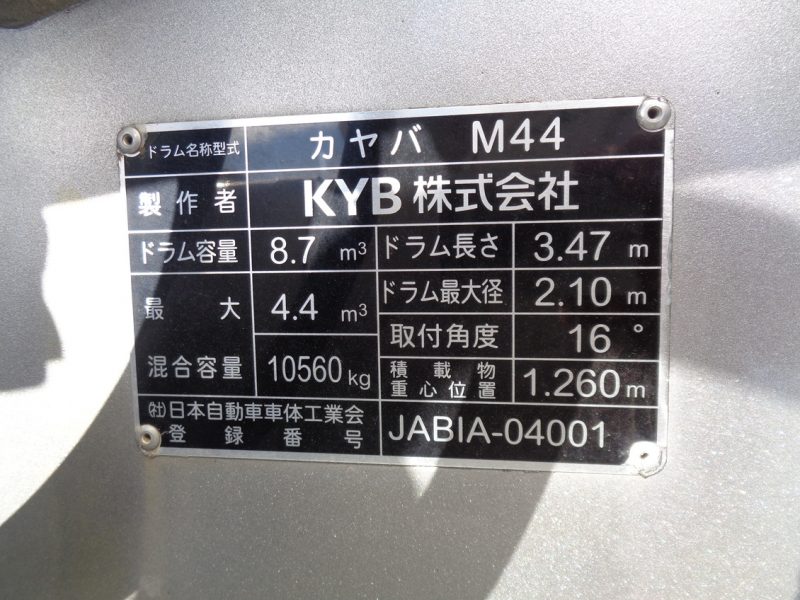 ドラム名称型式 カヤバ M44
製作者 KYB株式会社
ドラム容量 8.7 m³ ドラム長さ 3.47 m
最大 4.4 m³ ドラム最大径 2.10 m
取付角度 16°
混合容量 10560kg 積載物
重心位置 1.260m
(社)日本自動車車体工業会
登録番号 JABIA-04001